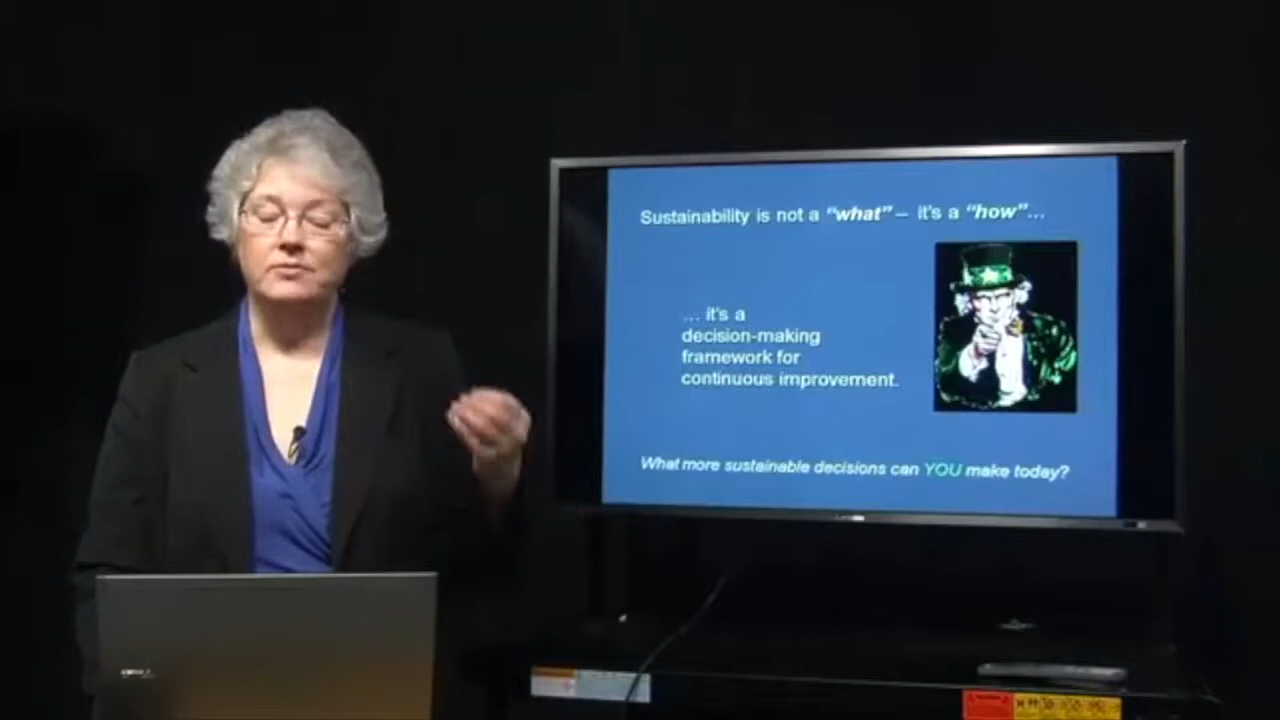 Sustainability is not a “what” – it’s a “how”...
... it’s a
decision-making
framework for
continuous improvement.
What more sustainable decisions can YOU make today?
DELL